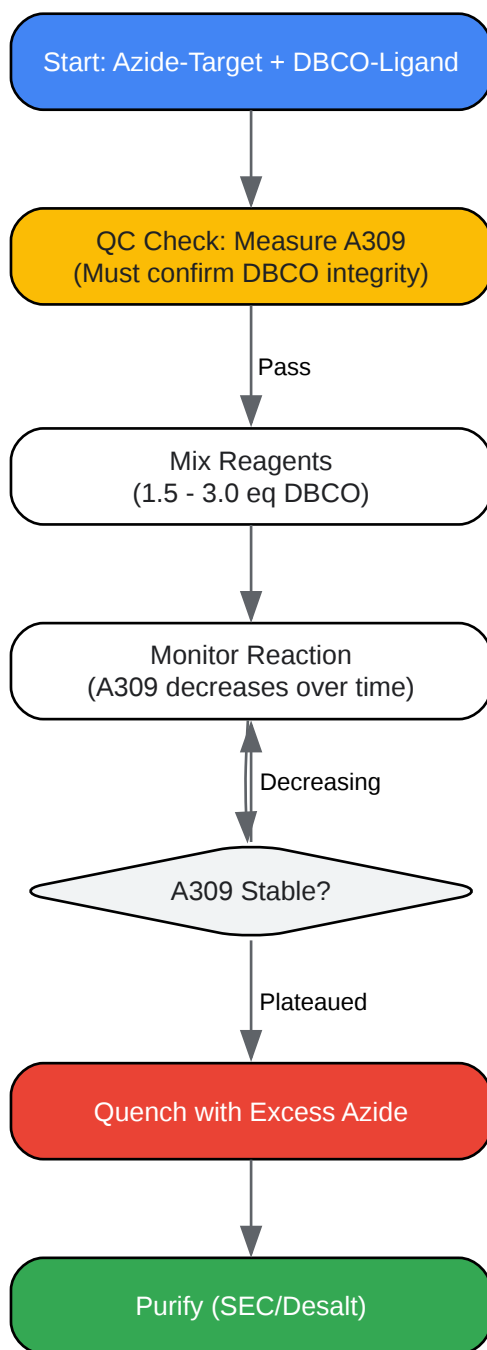 Start: Azide-Target + DBCO-Ligand
QC Check: Measure A309
(Must confirm DBCO integrity)
Pass
Mix Reagents
(1.5 - 3.0 eq DBCO)
Monitor Reaction
(A309 decreases over time)
Decreasing
A309 Stable?
Plateaued
Quench with Excess Azide
Purify (SEC/Desalt)